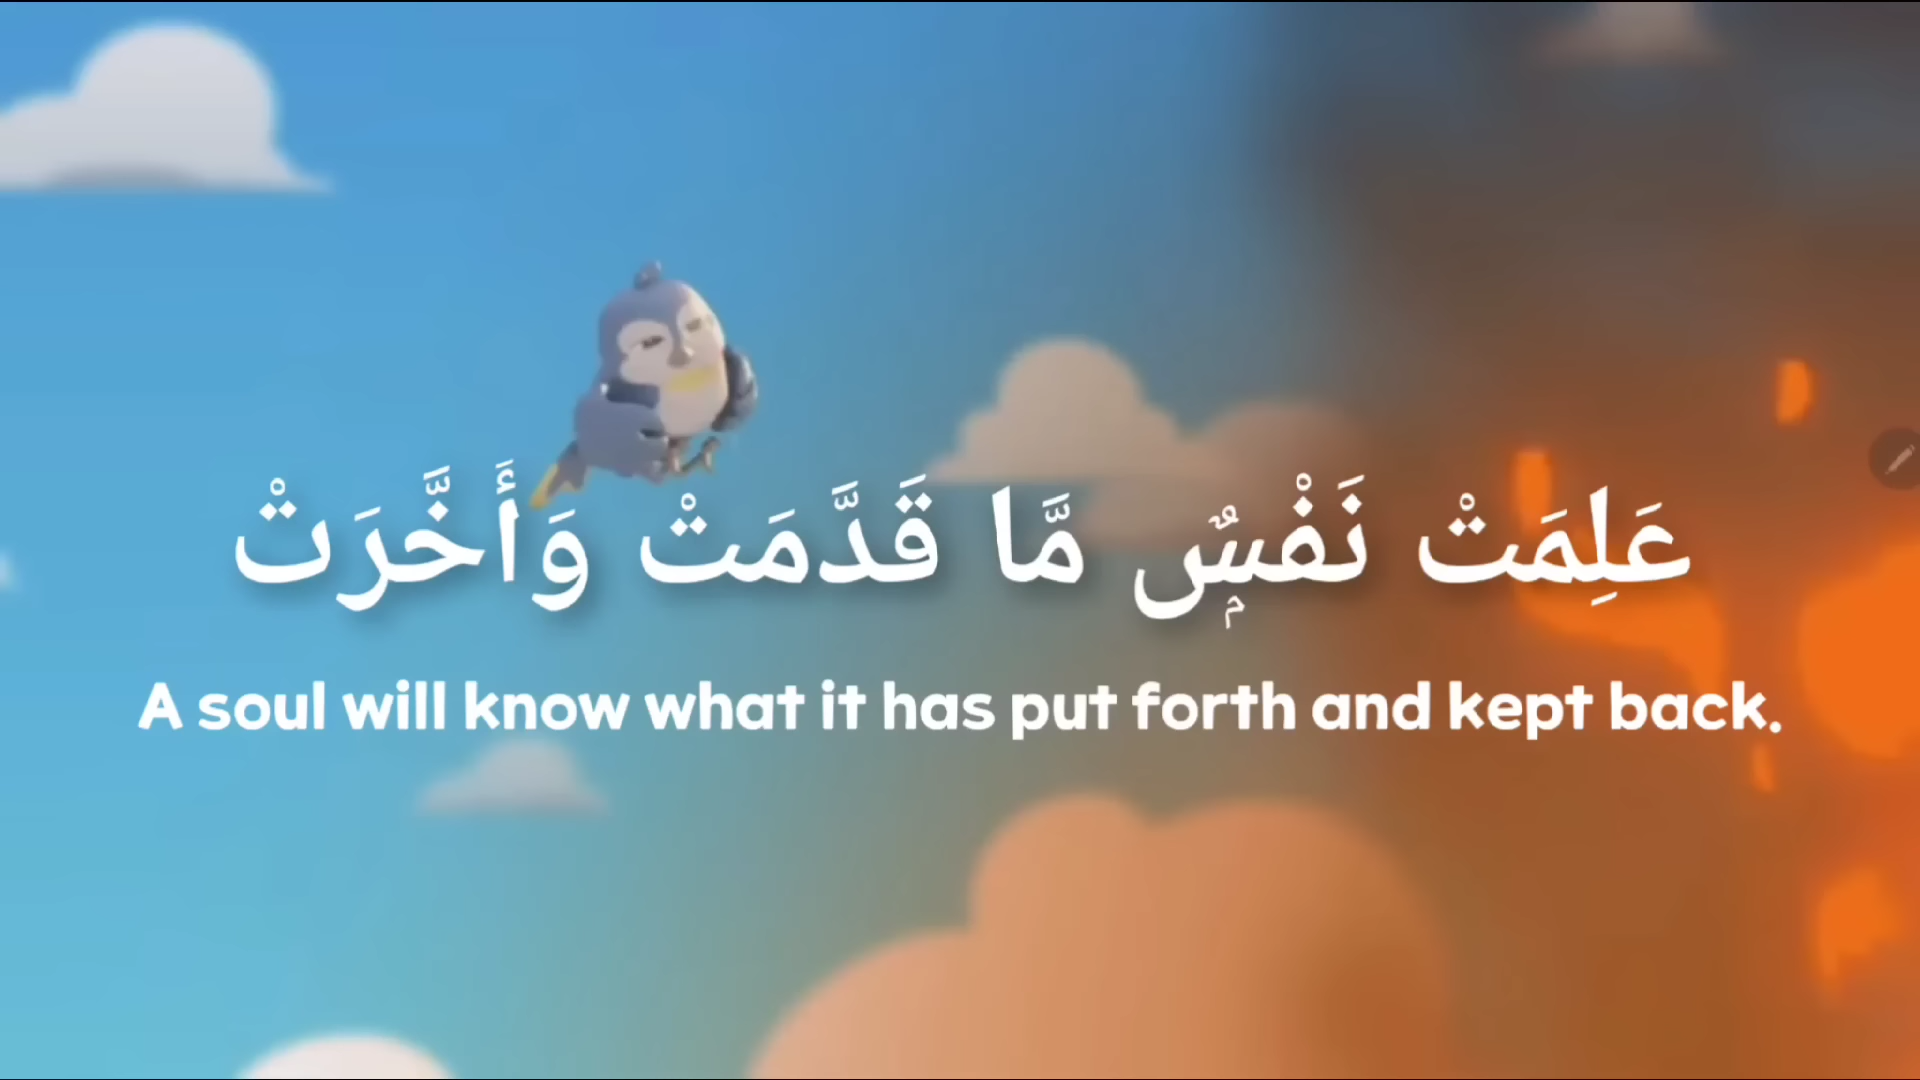 عَلِمَتْ نَفْسٌۭ مَّا قَدَّمَتْ وَأَخَّرَتْ
A soul will know what it has put forth and kept back.